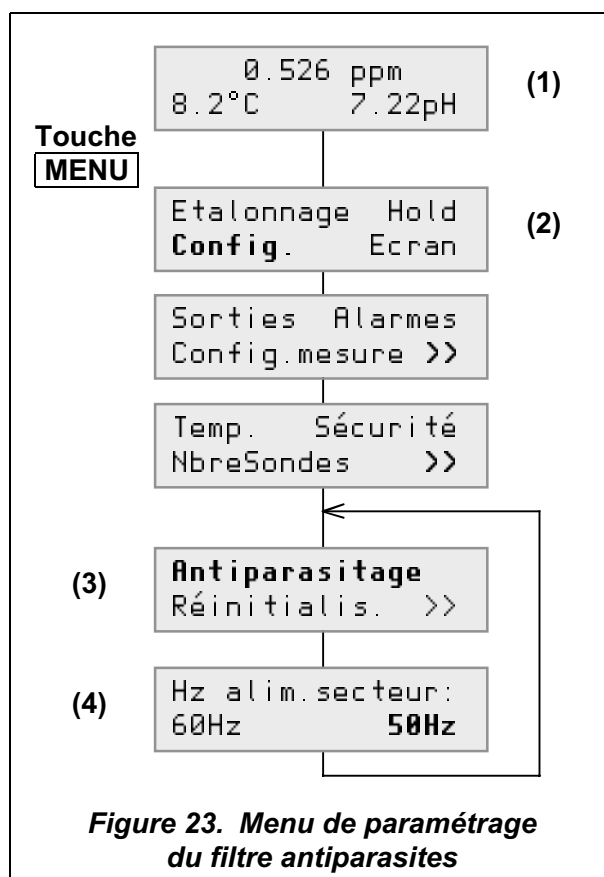 0.526 ppm
8.2°C 7.22pH
(1)
Touche
MENU
Etalonnage Hold
Config. Ecran
(2)
Sorties Alarmes
Config.mesure >>
Temp. Sécurité
NbreSondes >>
(3)
Antiparasitage
Réinitialis. >>
(4)
Hz alim.secteur:
60Hz 50Hz
Figure 23. Menu de paramétrage
du filtre antiparasites